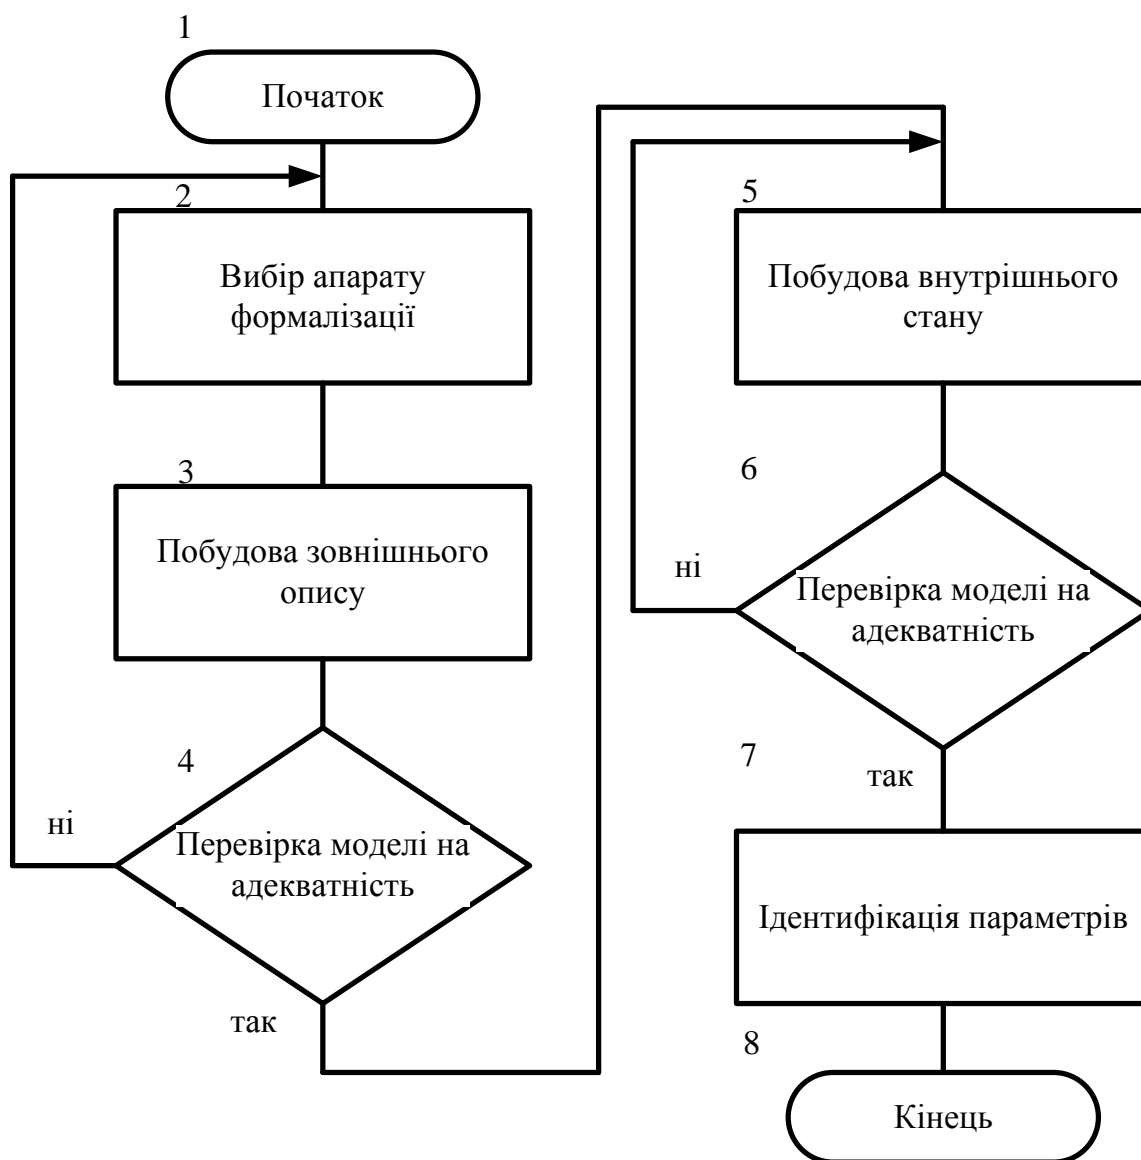 1
Початок
2
Вибір апарату
формалізації
3
Побудова зовнішнього
опису
4
ні
Перевірка моделі на
адекватність
так
5
Побудова внутрішнього
стану
6
ні
Перевірка моделі на
адекватність
7
так
Ідентифікація параметрів
8
Кінець